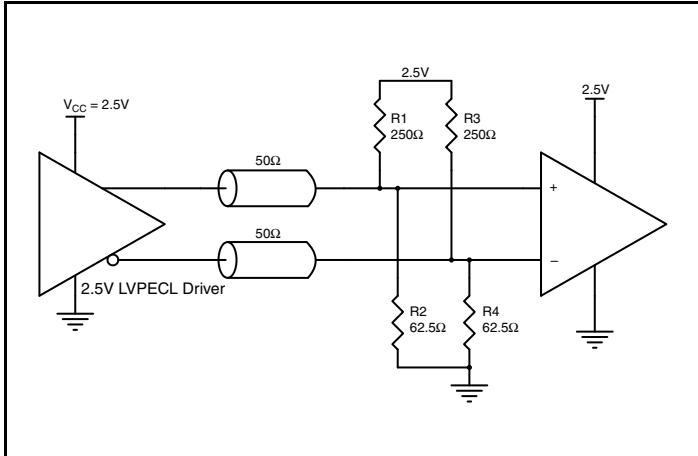 2.5V
V_CC = 2.5V
2.5V
R1
250Ω
R3
250Ω
50Ω
+
50Ω
–
2.5V LVPECL Driver
R2
62.5Ω
R4
62.5Ω